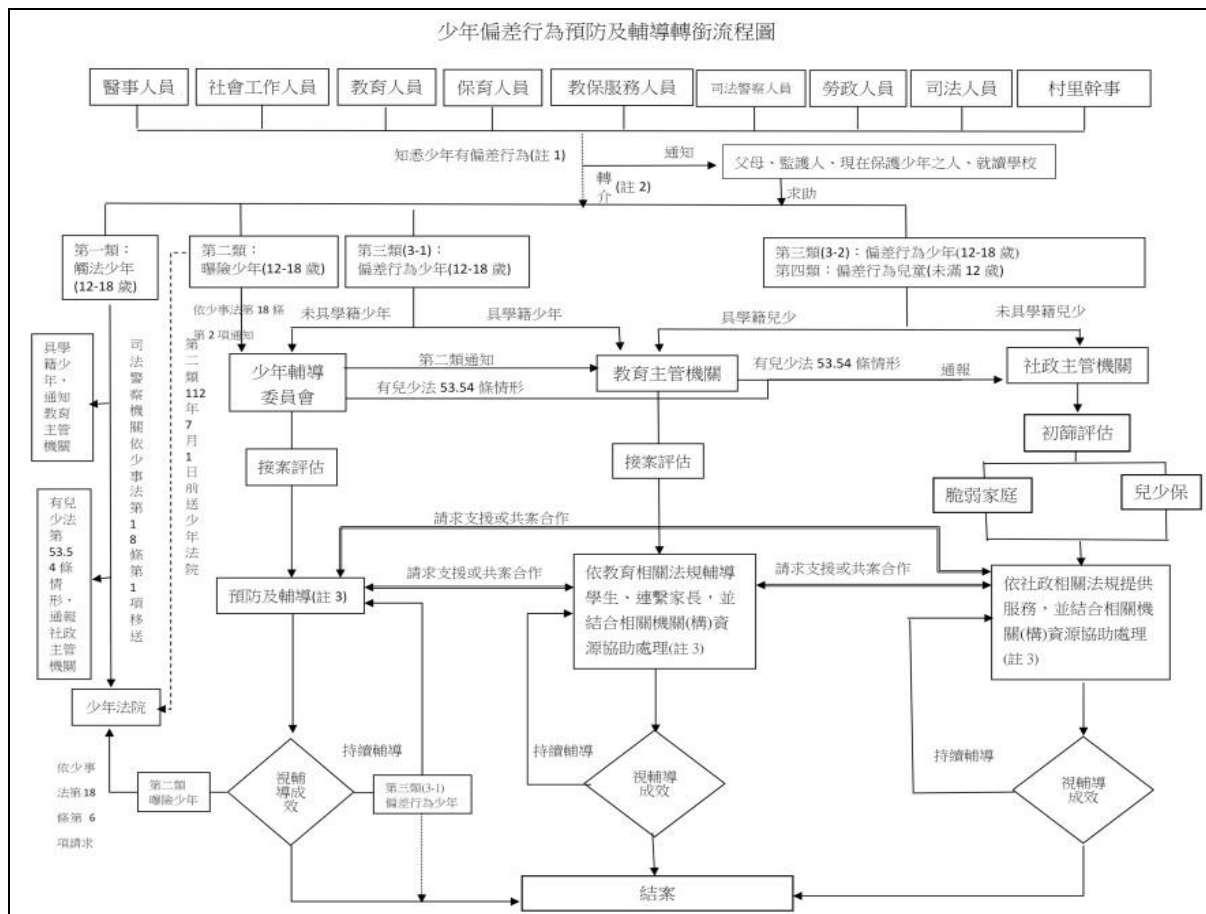 少年偏差行為預防及輔導轉銜流程圖
醫事人員
社會工作人員
教育人員
保育人員
教保服務人員
司法警察人員
勞政人員
司法人員
村里幹事
知悉少年有偏差行為(註 1)
通知
父母、監護人、現在保護少年之人、就讀學校
轉介
(註 2)
求助
第一類：
觸法少年
(12-18 歲)
第二類：
曝險少年(12-18 歲)
第三類(3-1)：
偏差行為少年(12-18 歲)
第三類(3-2)：偏差行為少年(12-18 歲)
第四類：偏差行為兒童(未滿 12 歲)
依少事法第 18 條
第 2 項通知
未具學籍少年
具學籍少年
具學籍兒少
未具學籍兒少
具學籍少年，通知教育主管機關
司法警察機關依少事法第18條第1項移送
第二類112年7月1日前送少年法院
少年輔導
委員會
第二類通知
有兒少法 53.54 條情形
教育主管機關
有兒少法 53.54 條情形
通報
社政主管機關
初篩評估
接案評估
接案評估
脆弱家庭
兒少保
有兒少法第53.54條情形，通報社政主管機關
請求支援或共案合作
請求支援或共案合作
請求支援或共案合作
預防及輔導(註 3)
依教育相關法規輔導
學生、連繫家長，並
結合相關機關(構)資
源協助處理(註 3)
依社政相關法規提供
服務，並結合相關機
關(構)資源協助處理
(註 3)
少年法院
依少事
法第 18
條第 6
項請求
第二類
曝險少年
視輔
導成
效
持續輔導
第三類(3-1)
偏差行為少年
持續輔導
視輔導
成效
持續輔導
視輔導
成效
結案